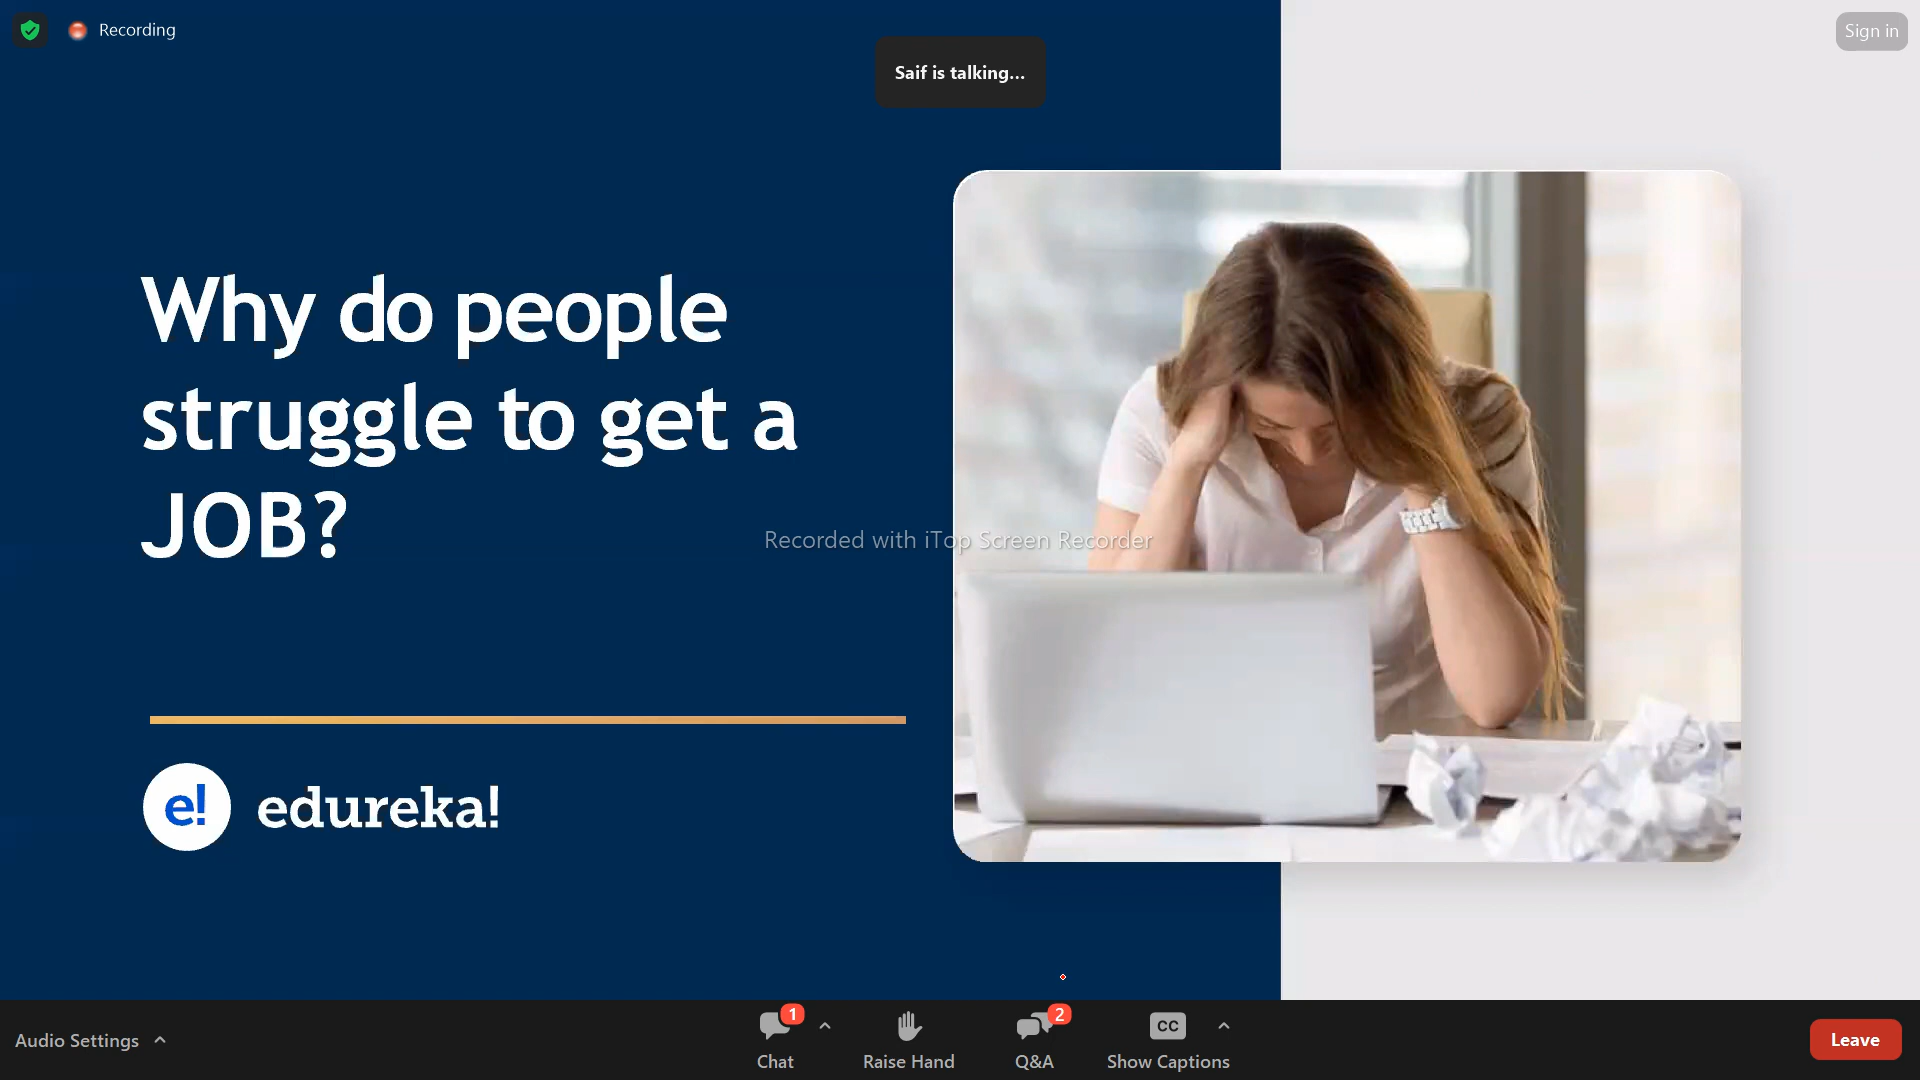 Recording
Sign in
Saif is talking...
Why do people
struggle to get a
JOB?
Recorded with iTop Screen Recorder
e! edureka!
1
2
CC
Audio Settings
Chat
Raise Hand
Q&A
Show Captions
Leave